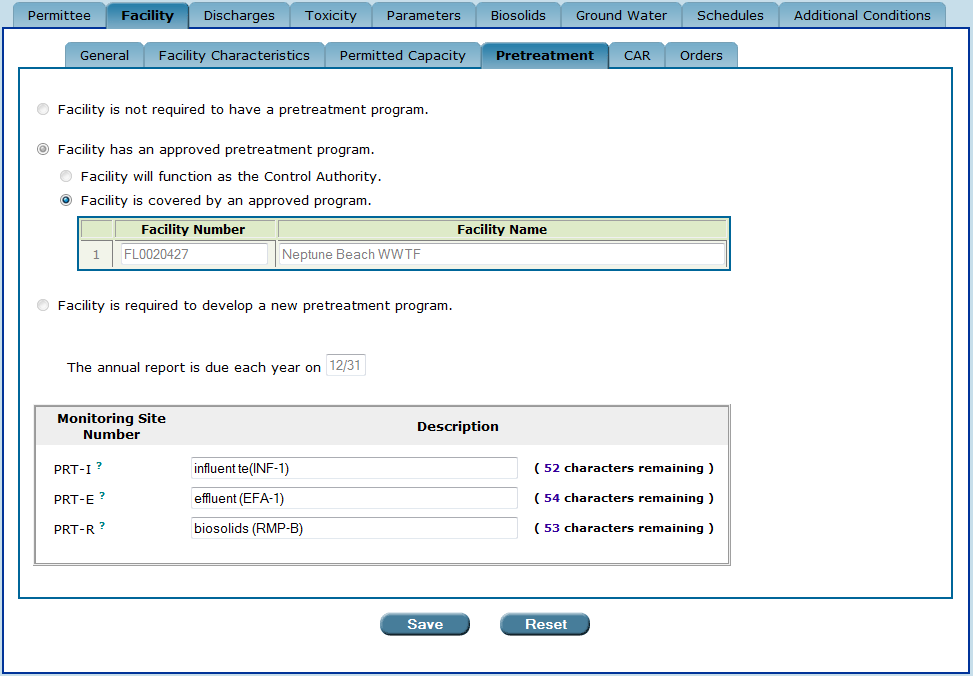 Permittee Facility Discharges Toxicity Parameters Biosolids Ground Water Schedules Additional Conditions
General Facility Characteristics Permitted Capacity Pretreatment CAR Orders
Facility is not required to have a pretreatment program.
Facility has an approved pretreatment program.
Facility will function as the Control Authority.
Facility is covered by an approved program.
Facility Number Facility Name
1 FL0020427 Neptune Beach WWTF
Facility is required to develop a new pretreatment program.
The annual report is due each year on 12/31
Monitoring Site
Number Description
PRT-I ? influent te(INF-1) ( 52 characters remaining )
PRT-E ? effluent (EFA-1) ( 54 characters remaining )
PRT-R ? biosolids (RMP-B) ( 53 characters remaining )
Save Reset